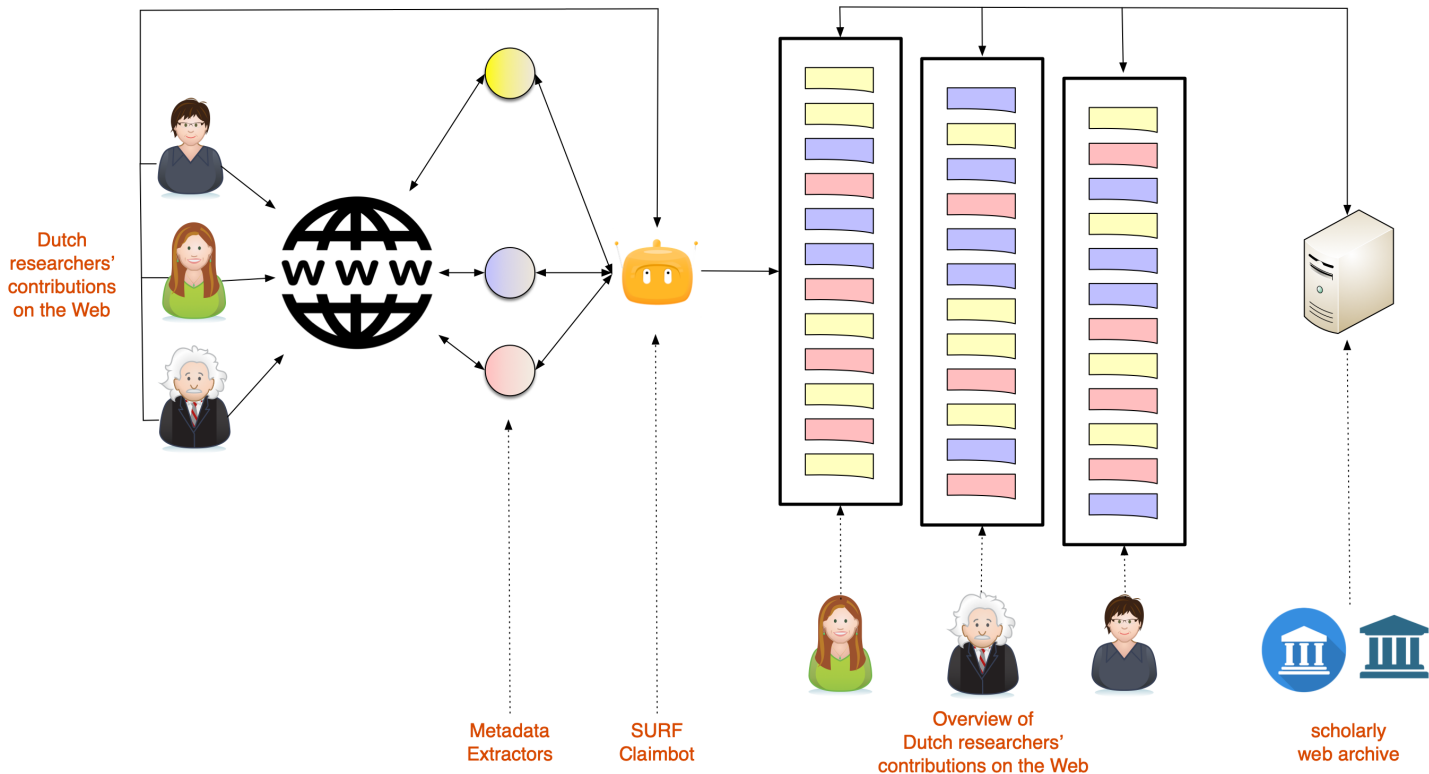 Dutch
researchers’
contributions
on the Web
W W W
Metadata
Extractors
SURF
Claimbot
Overview of
Dutch researchers’
contributions on the Web
scholarly
web archive